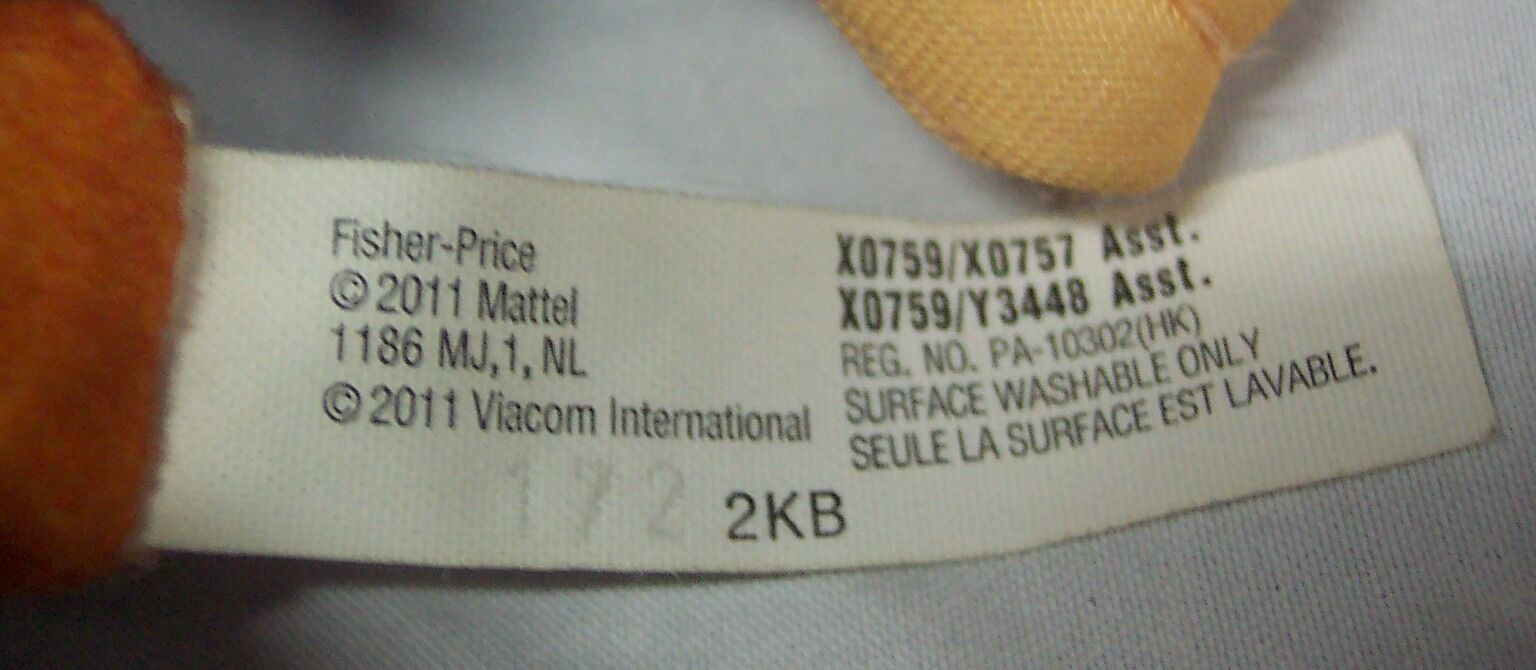 Fisher-Price
© 2011 Mattel
1186 MJ,1, NL
© 2011 Viacom International
172
2KB
X0759/X0757 Asst.
X0759/Y3448 Asst.
REG. NO. PA-10302(HK)
SURFACE WASHABLE ONLY
SEULE LA SURFACE EST LAVABLE.